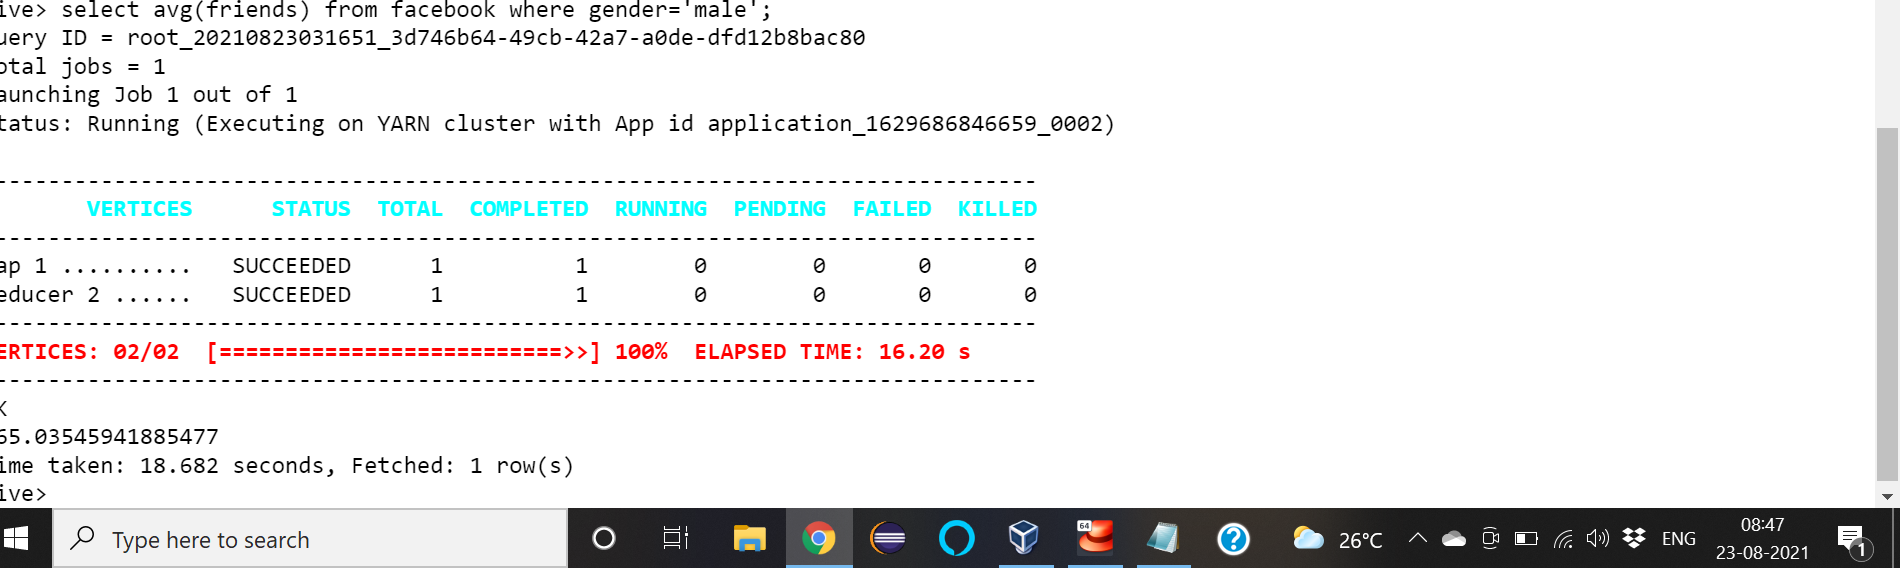 ive> select avg(friends) from facebook where gender='male';
uery ID = root_20210823031651_3d746b64-49cb-42a7-a0de-dfd12b8bac80
otal jobs = 1
aunching Job 1 out of 1
tatus: Running (Executing on YARN cluster with App id application_1629686846659_0002)
--------------------------------------------------------------------------------
VERTICES STATUS TOTAL COMPLETED RUNNING PENDING FAILED KILLED
--------------------------------------------------------------------------------
ap 1 .......... SUCCEEDED 1 1 0 0 0 0
educer 2 ...... SUCCEEDED 1 1 0 0 0 0
--------------------------------------------------------------------------------
ERTICES: 02/02 [==========================>>] 100% ELAPSED TIME: 16.20 s
--------------------------------------------------------------------------------
K
65.03545941885477
ime taken: 18.682 seconds, Fetched: 1 row(s)
ive>
Type here to search
64
26°C
ENG
08:47
23-08-2021
1